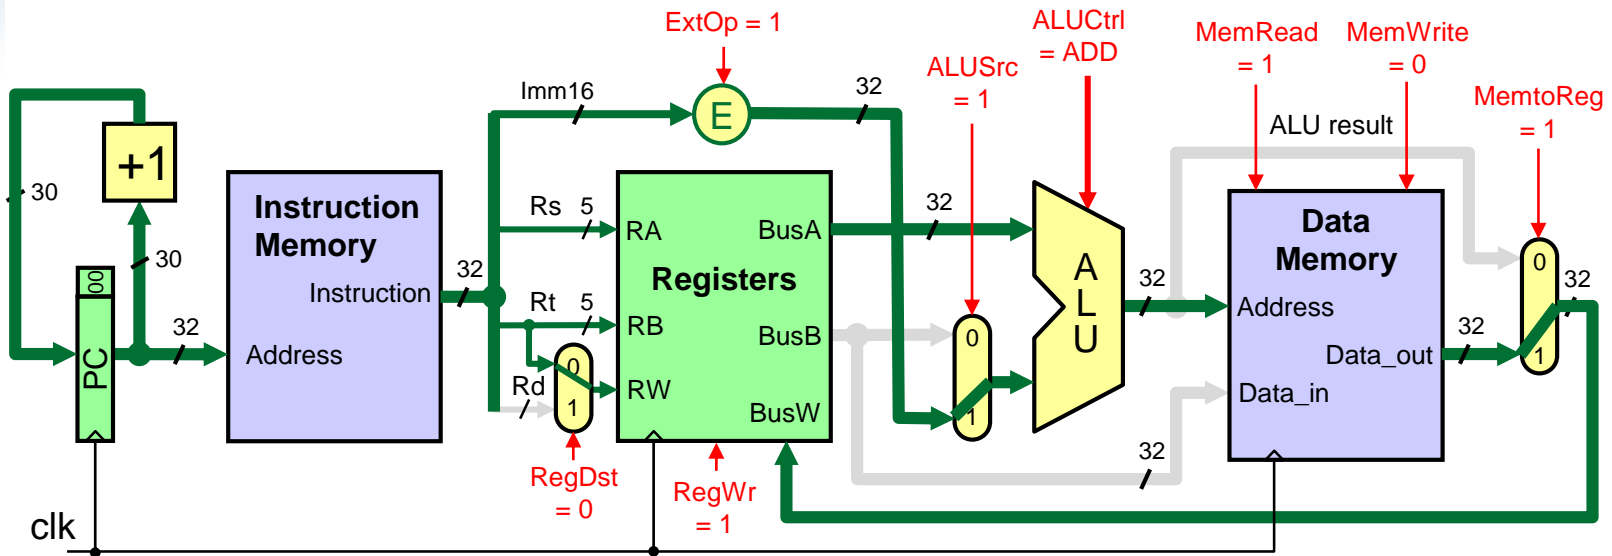 ExtOp = 1
ALUCtrl
= ADD
MemRead
= 1
MemWrite
= 0
ALUSrc
= 1
MemtoReg
= 1
Imm16
32
E
ALU result
+1
30
30
Instruction
Memory
Instruction
Address
32
00
PC
32
Rs
5
Rt
5
Rd
0
1
RegDst
= 0
RA
RB
RW
BusA
BusB
BusW
Registers
RegWr
= 1
32
0
1
A
L
U
32
32
Data
Memory
Address
Data_out
Data_in
32
0
1
32
clk